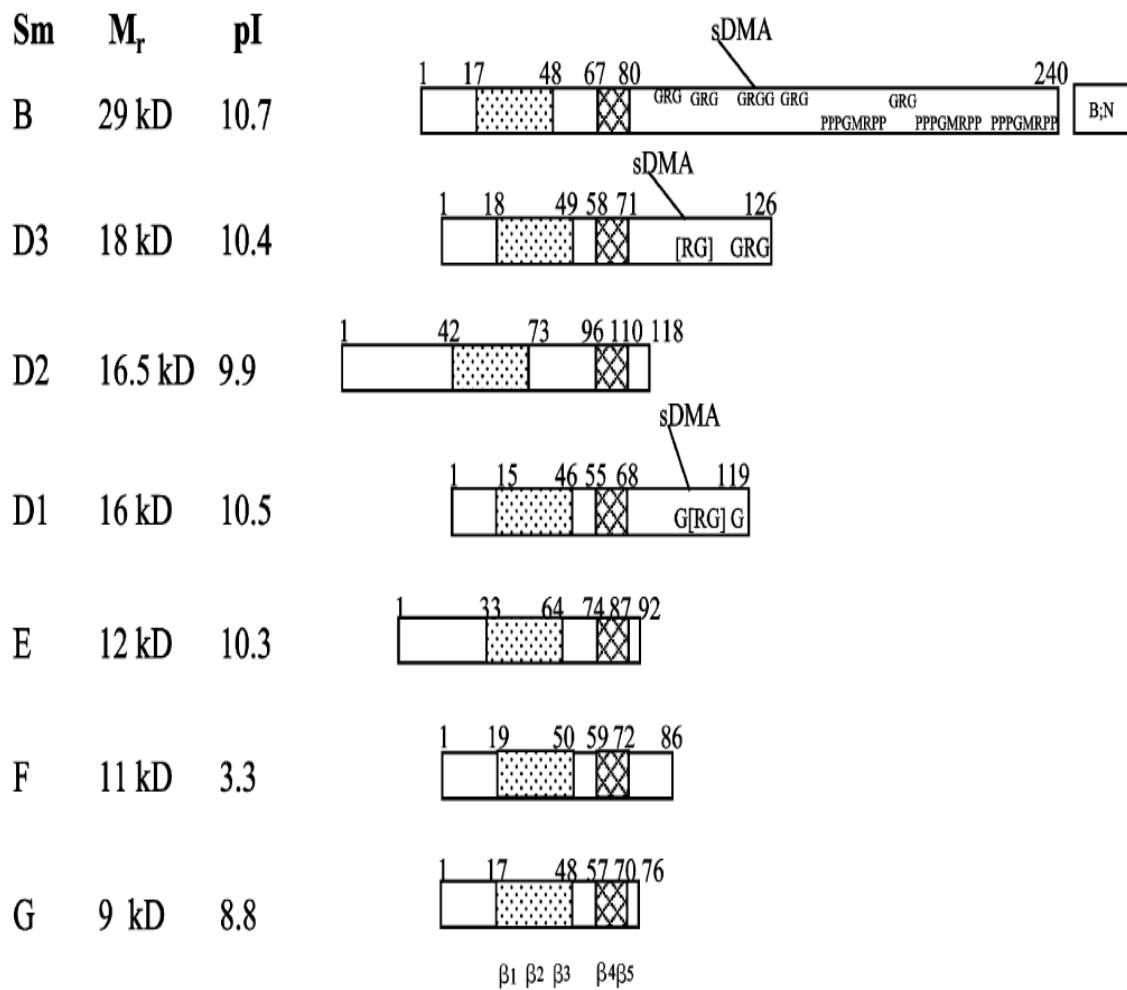 Sm Mr pI
sDMA
1 17 48 67 80 240
B 29 kD 10.7 GRG GRG GRGG GRG GRG B;N
PPPGMRPP PPPGMRPP PPPGMRPP
sDMA
1 18 49 58 71 126
D3 18 kD 10.4 [RG] GRG
1 42 73 96 110 118
D2 16.5 kD 9.9
sDMA
1 15 46 55 68 119
D1 16 kD 10.5 G[RG] G
1 33 64 74 87 92
E 12 kD 10.3
1 19 50 59 72 86
F 11 kD 3.3
1 17 48 57 70 76
G 9 kD 8.8
β1 β2 β3 β4 β5